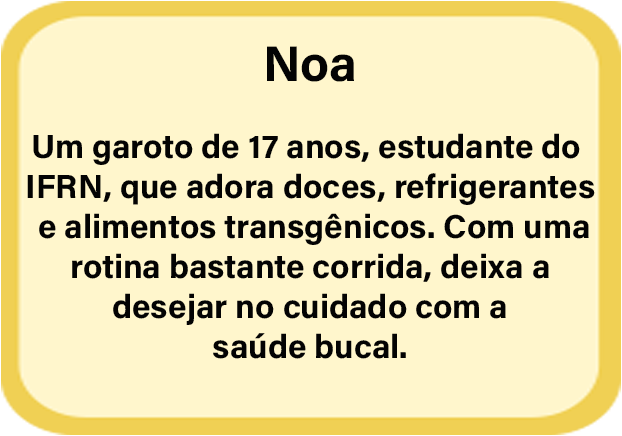 Noa
Um garoto de 17 anos, estudante do
IFRN, que adora doces, refrigerantes
e alimentos transgênicos. Com uma
rotina bastante corrida, deixa a
desejar no cuidado com a
saúde bucal.